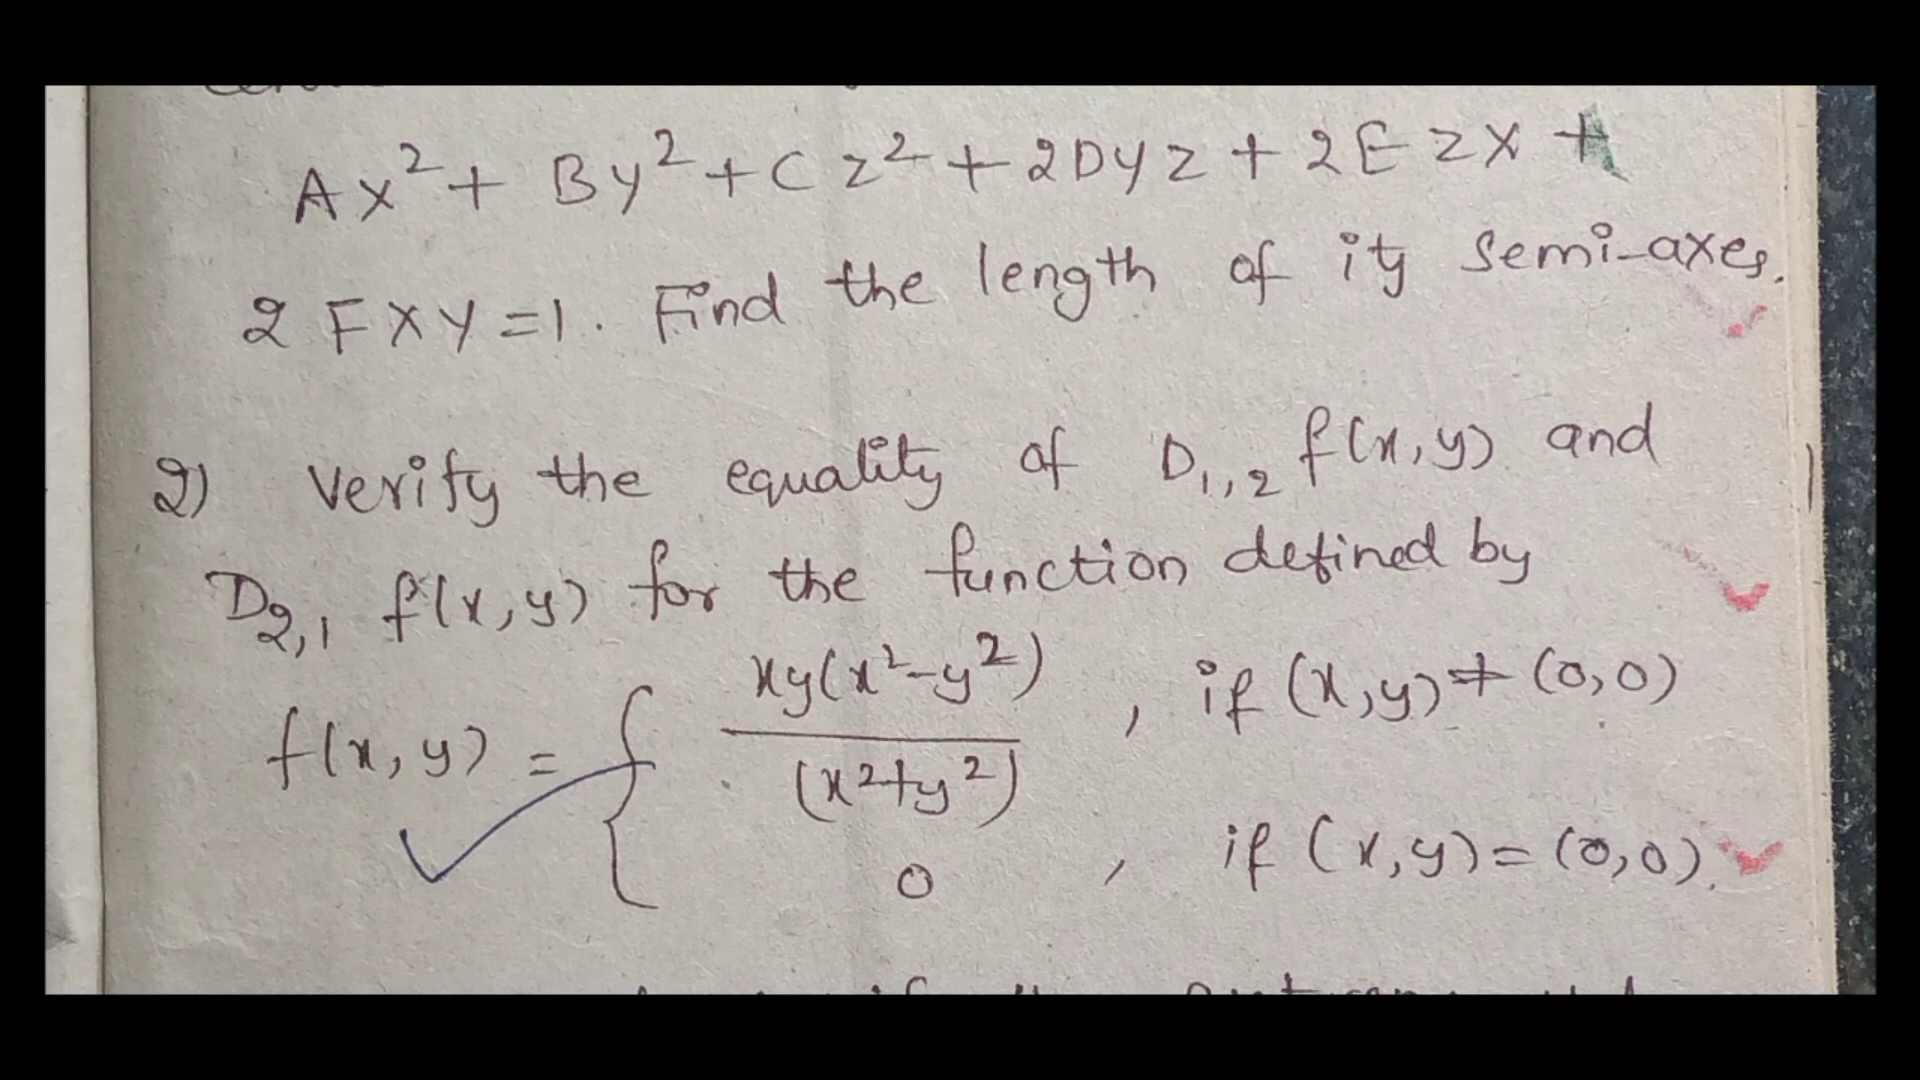 Ax² + By² + Cz² + 2Dyz + 2Ezx +
2Fxy = 1. Find the length of its semi-axes.
2) Verify the equality of D₁,₂ f(x,y) and
D₂,₁ f(x,y) for the function defined by
f(x,y) = { xy(x²-y²) / (x²+y²) , if (x,y) ≠ (0,0)
0 , if (x,y) = (0,0).